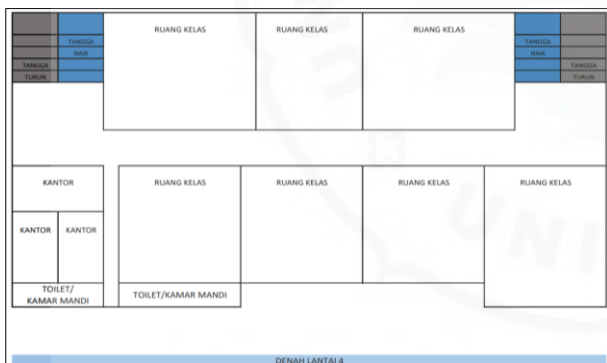 RUANG KELAS RUANG KELAS RUANG KELAS
TANGGA
NAIK
TANGGA
TURUN
TANGGA
NAIK
TANGGA
TURUN
KANTOR RUANG KELAS RUANG KELAS RUANG KELAS RUANG KELAS
KANTOR KANTOR
TOILET/
KAMAR MANDI
TOILET/KAMAR MANDI
DENAH LANTAI 4
UNI